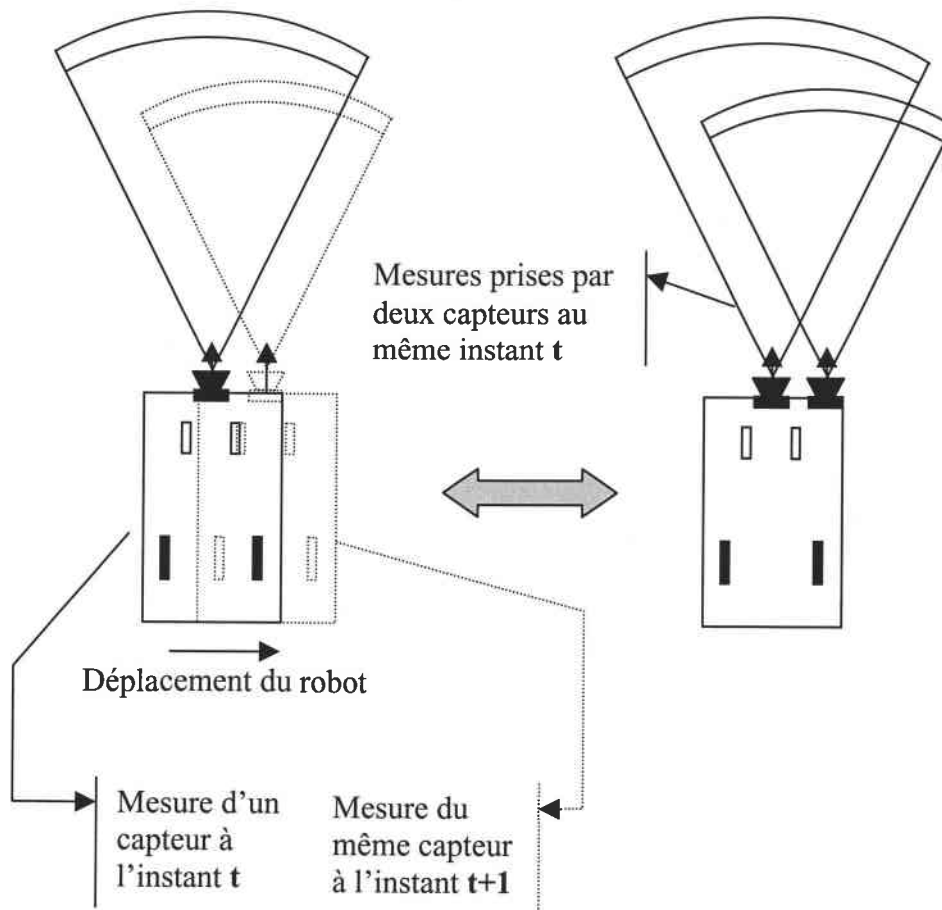 Mesures prises par
deux capteurs au
même instant t
Déplacement du robot
Mesure d'un
capteur à
l'instant t
Mesure du
même capteur
à l'instant t+1